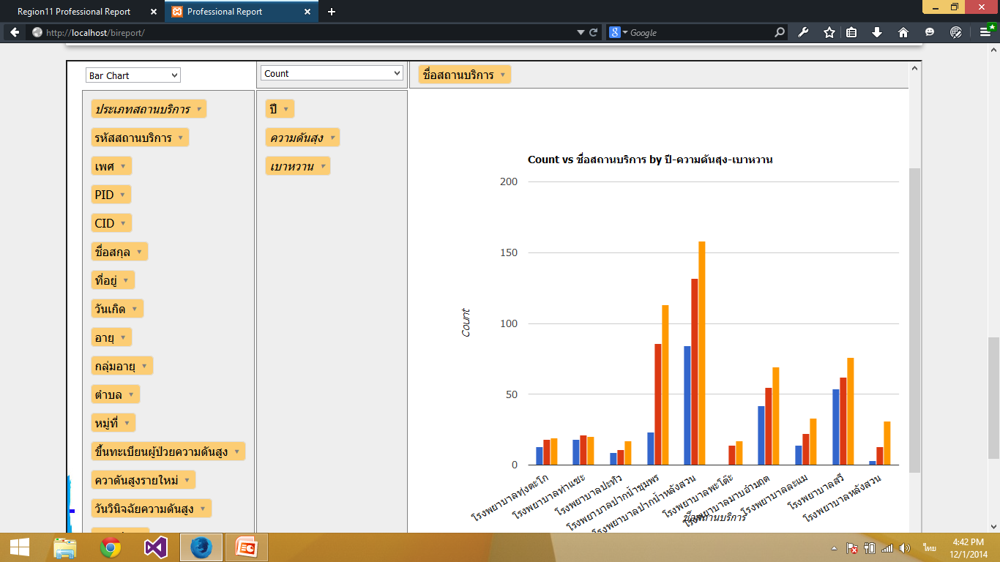 Region11 Professional Report
Professional Report
http://localhost/bireport/
Google
Bar Chart
Count
ชื่อสถานบริการ
ประเภทสถานบริการ
รหัสสถานบริการ
เพศ
PID
CID
ชื่อสกุล
ที่อยู่
วันเกิด
อายุ
กลุ่มอายุ
ตำบล
หมู่ที่
ขึ้นทะเบียนผู้ป่วยความดันสูง
ควาดันสูงรายใหม่
วันวินิจฉัยความดันสูง
ปี
ความดันสุง
เบาหวาน
Count vs ชื่อสถานบริการ by ปี-ความดันสุง-เบาหวาน
200
150
100
50
0
Count
โรงพยาบาลทุ่งตะโก
โรงพยาบาลท่าแซะ
โรงพยาบาลปะทิว
โรงพยาบาลปากน้ำชุมพร
โรงพยาบาลปากน้ำหลังสวน
โรงพยาบาลพะโต๊ะ
โรงพยาบาลมาบอำมฤต
โรงพยาบาลละแม
โรงพยาบาลสวี
โรงพยาบาลหลังสวน
ชื่อสถานบริการ
ไทย
4:42 PM
12/1/2014